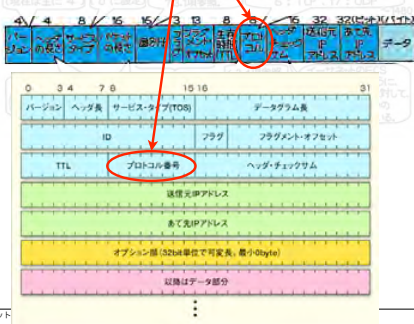 4 4 8 16 16 3 13 8 8 16 32 32(ビット)(バイト)
バージョン ヘッダの長さ サービスタイプ パケットの長さ 識別子 フラグ フラグメントオフセット 生存時間(TTL) プロトコル ヘッダチェックサム 送信元IPアドレス あて先IPアドレス データ
0 3 4 7 8 15 16 31
バージョン ヘッダ長 サービス・タイプ(TOS) データグラム長
ID フラグ フラグメント・オフセット
TTL プロトコル番号 ヘッダ・チェックサム
送信元IPアドレス
あて先IPアドレス
オプション部(32bit単位で可変長。最小0byte)
以降はデータ部分
ット